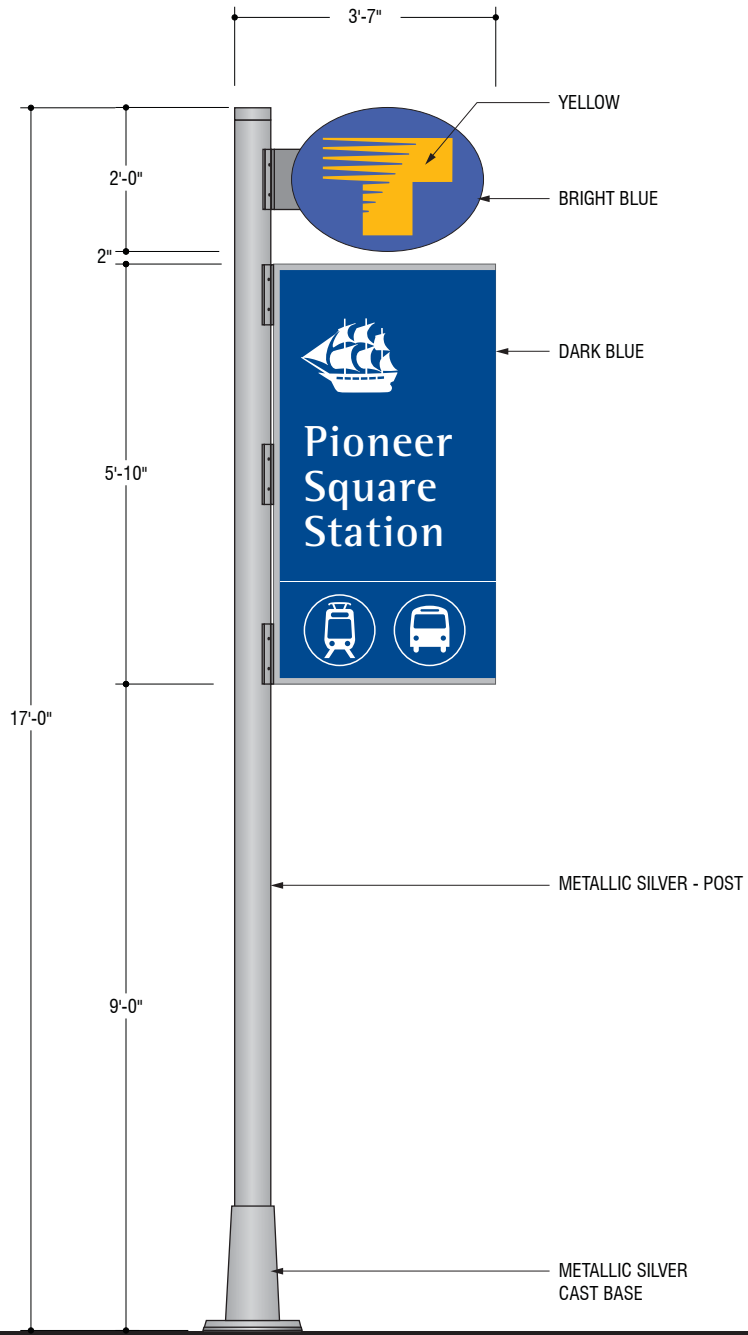 3'-7"
YELLOW
2'-0"
BRIGHT BLUE
2"
DARK BLUE
Pioneer
Square
Station
5'-10"
17'-0"
METALLIC SILVER - POST
9'-0"
METALLIC SILVER
CAST BASE